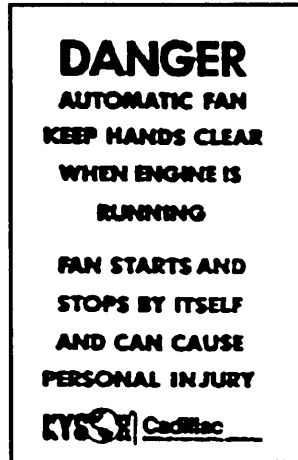 DANGER
AUTOMATIC FAN
KEEP HANDS CLEAR
WHEN ENGINE IS
RUNNING
FAN STARTS AND
STOPS BY ITSELF
AND CAN CAUSE
PERSONAL INJURY
KYSOR Cadillac